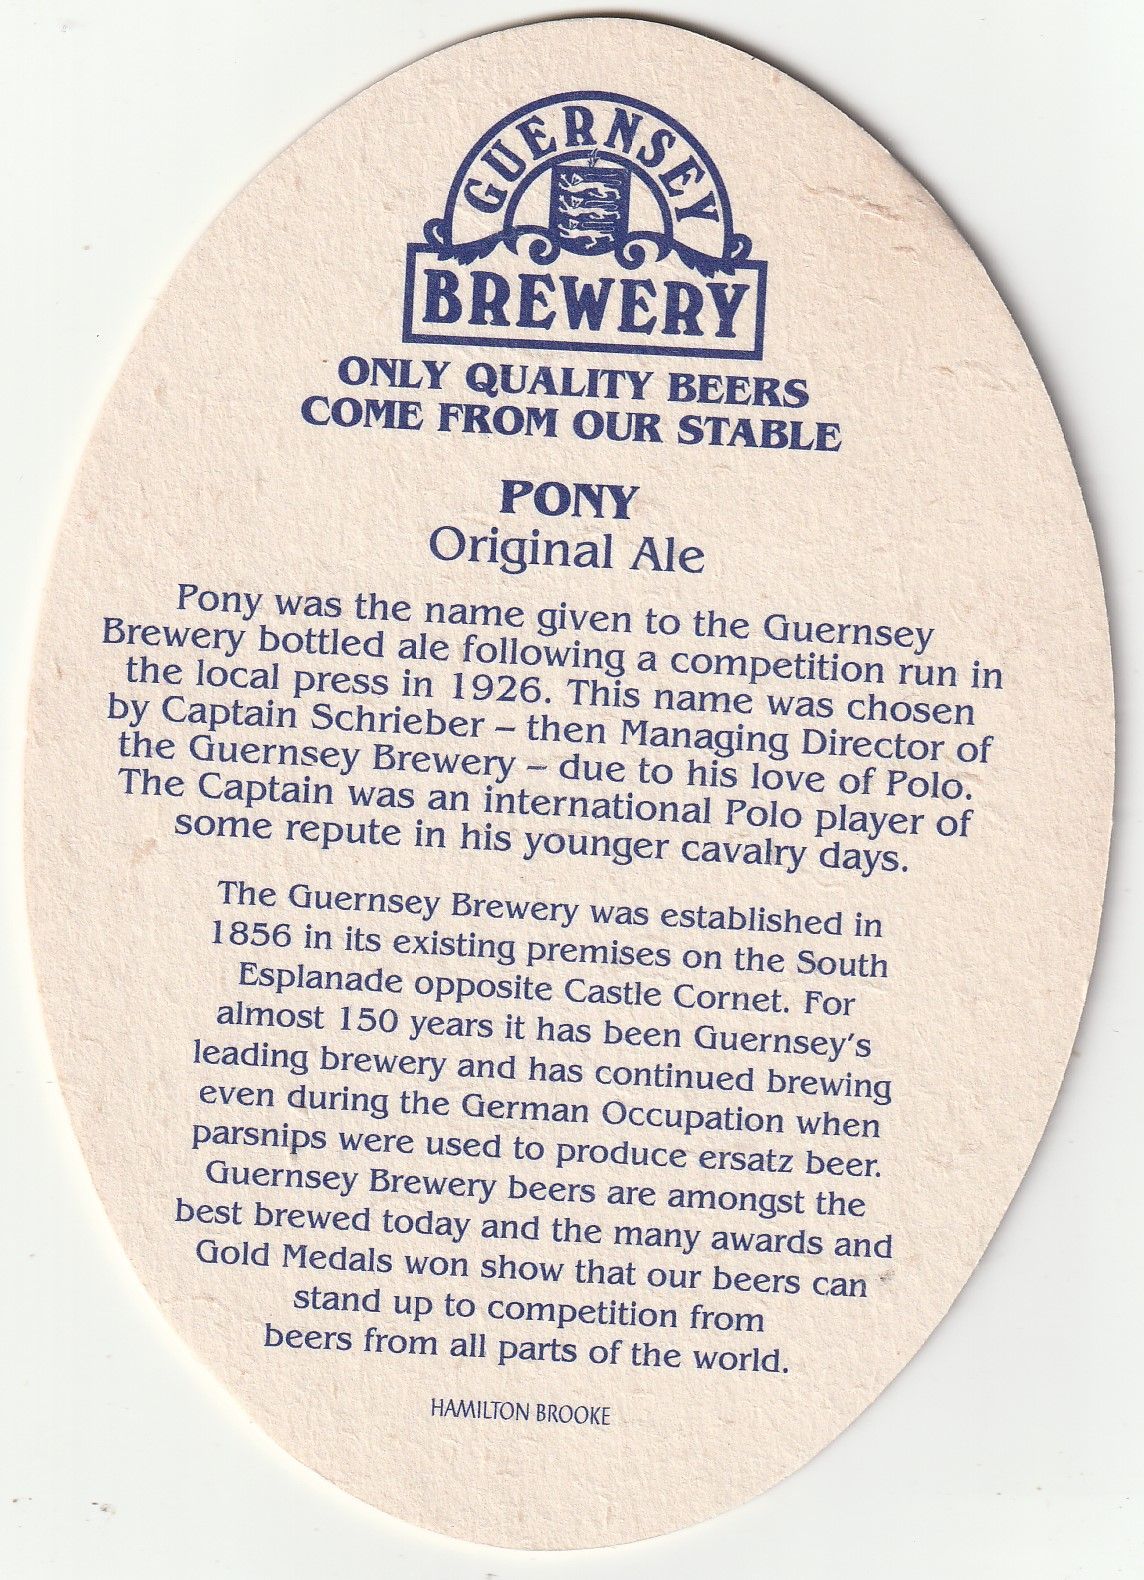 GUERNSEY
BREWERY
ONLY QUALITY BEERS
COME FROM OUR STABLE
PONY
Original Ale
Pony was the name given to the Guernsey
Brewery bottled ale following a competition run in
the local press in 1926. This name was chosen
by Captain Schrieber – then Managing Director of
the Guernsey Brewery – due to his love of Polo.
The Captain was an international Polo player of
some repute in his younger cavalry days.
The Guernsey Brewery was established in
1856 in its existing premises on the South
Esplanade opposite Castle Cornet. For
almost 150 years it has been Guernsey's
leading brewery and has continued brewing
even during the German Occupation when
parsnips were used to produce ersatz beer.
Guernsey Brewery beers are amongst the
best brewed today and the many awards and
Gold Medals won show that our beers can
stand up to competition from
beers from all parts of the world.
HAMILTON BROOKE